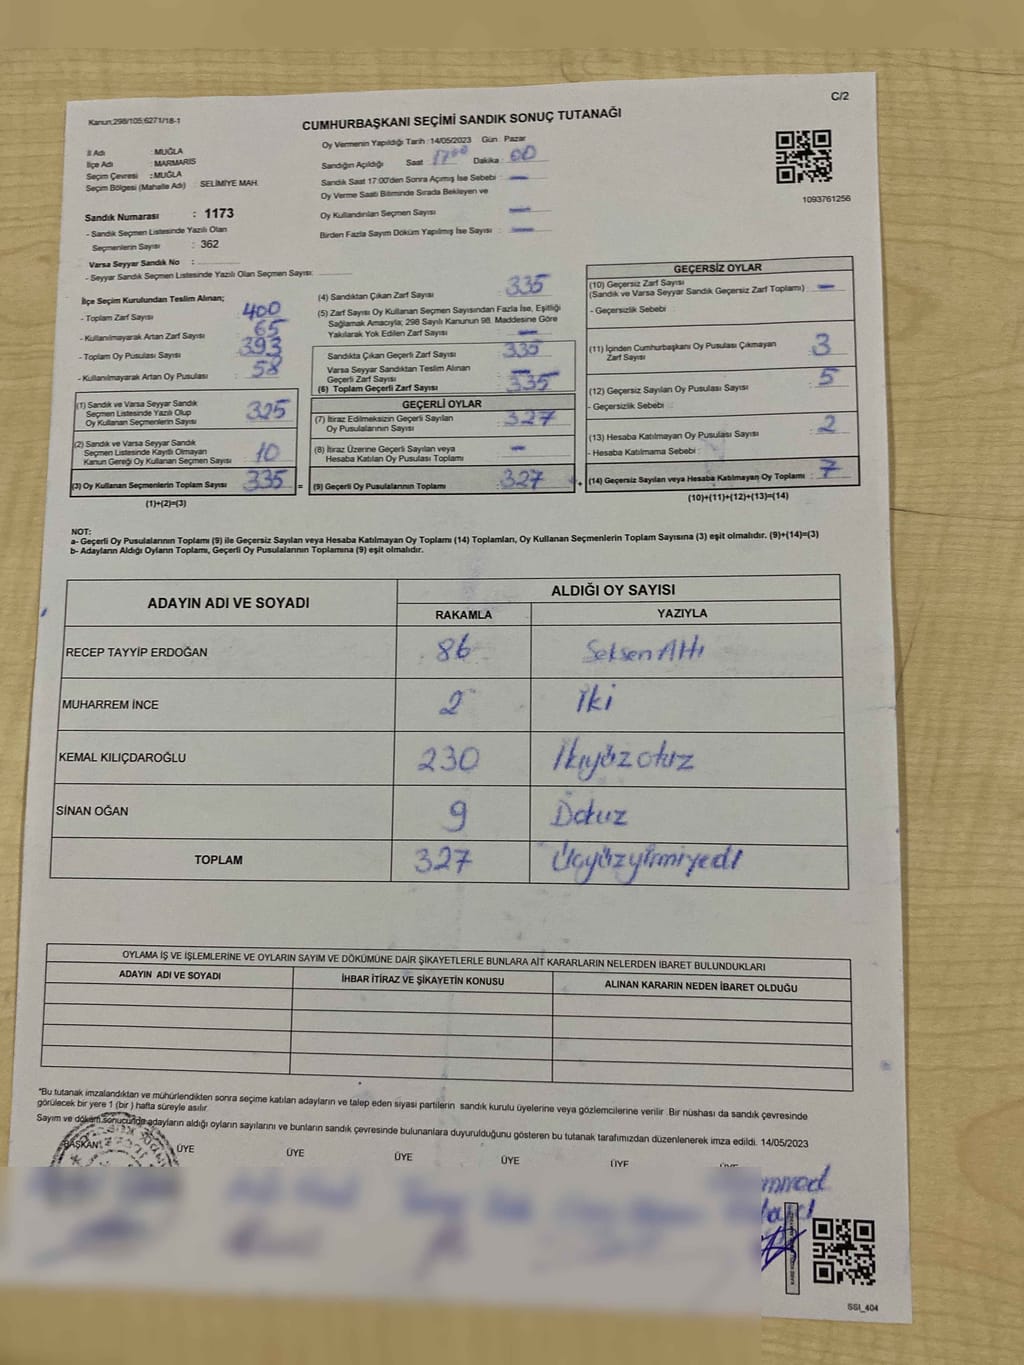 C/2
Kanun;298/105;6271/18-1
CUMHURBAŞKANI SEÇİMİ SANDIK SONUÇ TUTANAĞI
İl Adı : MUĞLA
İlçe Adı : MARMARİS
Seçim Çevresi : MUĞLA
Seçim Bölgesi (Mahalle Adı) : SELİMİYE MAH.
Sandık Numarası : 1173
- Sandık Seçmen Listesinde Yazılı Olan
Seçmenlerin Sayısı : 362
Varsa Seyyar Sandık No :
- Seyyar Sandık Seçmen Listesinde Yazılı Olan Seçmen Sayısı:
Oy Vermenin Yapıldığı Tarih : 14/05/2023 Gün : Pazar
Sandığın Açıldığı Saat 17:00 Dakika : 00
Sandık Saat 17:00'den Sonra Açımış İse Sebebi : —
Oy Verme Saati Bitiminde Sırada Bekleyen ve
Oy Kullandırılan Seçmen Sayısı : —
Birden Fazla Sayım Döküm Yapılmış İse Sayısı : —
1093761256
İlçe Seçim Kurulundan Teslim Alınan;
- Toplam Zarf Sayısı : 400
- Kullanılmayarak Artan Zarf Sayısı : 65
- Toplam Oy Pusulası Sayısı : 393
- Kullanılmayarak Artan Oy Pusulası : 58
(1) Sandık ve Varsa Seyyar Sandık
Seçmen Listesinde Yazılı Olup
Oy Kullanan Seçmenlerin Sayısı : 325
(2) Sandık ve Varsa Seyyar Sandık
Seçmen Listesinde Kayıtlı Olmayan
Kanun Gereği Oy Kullanan Seçmen Sayısı : 10
(3) Oy Kullanan Seçmenlerin Toplam Sayısı : 335 =
(1)+(2)=(3)
(4) Sandıktan Çıkan Zarf Sayısı : 335
(5) Zarf Sayısı Oy Kullanan Seçmen Sayısından Fazla İse, Eşitliği
Sağlamak Amacıyla; 298 Sayılı Kanunun 98. Maddesine Göre
Yakılarak Yok Edilen Zarf Sayısı : —
Sandıkta Çıkan Geçerli Zarf Sayısı : 335
Varsa Seyyar Sandıktan Teslim Alınan
Geçerli Zarf Sayısı : —
(6) Toplam Geçerli Zarf Sayısı : 335
GEÇERLİ OYLAR
(7) İtiraz Edilmeksizin Geçerli Sayılan
Oy Pusulalarının Sayısı : 327
(8) İtiraz Üzerine Geçerli Sayılan veya
Hesaba Katılan Oy Pusulası Toplamı : —
(9) Geçerli Oy Pusulalarının Toplamı : 327 +
GEÇERSİZ OYLAR
(10) Geçersiz Zarf Sayısı
(Sandık ve Varsa Seyyar Sandık Geçersiz Zarf Toplamı) : —
- Geçersizlik Sebebi :
(11) İçinden Cumhurbaşkanı Oy Pusulası Çıkmayan
Zarf Sayısı : 3
(12) Geçersiz Sayılan Oy Pusulası Sayısı : 5
- Geçersizlik Sebebi :
(13) Hesaba Katılmayan Oy Pusulası Sayısı : 2
- Hesaba Katılmama Sebebi :
(14) Geçersiz Sayılan veya Hesaba Katılmayan Oy Toplamı : 7
(10)+(11)+(12)+(13)=(14)
NOT:
a- Geçerli Oy Pusulalarının Toplamı (9) ile Geçersiz Sayılan veya Hesaba Katılmayan Oy Toplamı (14) Toplamları, Oy Kullanan Seçmenlerin Toplam Sayısına (3) eşit olmalıdır. (9)+(14)=(3)
b- Adayların Aldığı Oyların Toplamı, Geçerli Oy Pusulalarının Toplamına (9) eşit olmalıdır.
ADAYIN ADI VE SOYADI ALDIĞI OY SAYISI
RAKAMLA YAZIYLA
RECEP TAYYİP ERDOĞAN 86 Seksen Altı
MUHARREM İNCE 2 İki
KEMAL KILIÇDAROĞLU 230 İkiyüz otuz
SİNAN OĞAN 9 Dokuz
TOPLAM 327 Üçyüzyirmiyedi
OYLAMA İŞ VE İŞLEMLERİNE VE OYLARIN SAYIM VE DÖKÜMÜNE DAİR ŞİKAYETLERLE BUNLARA AİT KARARLARIN NELERDEN İBARET BULUNDUKLARI
ADAYIN ADI VE SOYADI İHBAR İTİRAZ VE ŞİKAYETİN KONUSU ALINAN KARARIN NEDEN İBARET OLDUĞU
"Bu tutanak imzalandıktan ve mühürlendikten sonra seçime katılan adayların ve talep eden siyasi partilerin sandık kurulu üyelerine veya gözlemcilerine verilir. Bir nüshası da sandık çevresinde
görülecek bir yere 1 (bir) hafta süreyle asılır.
Sayım ve döküm sonucunda adayların aldığı oyların sayılarını ve bunların sandık çevresinde bulunanlara duyurulduğunu gösteren bu tutanak tarafımızdan düzenlenerek imza edildi. 14/05/2023
BAŞKAN ÜYE ÜYE ÜYE ÜYE ÜYE ÜYE
SSI_404